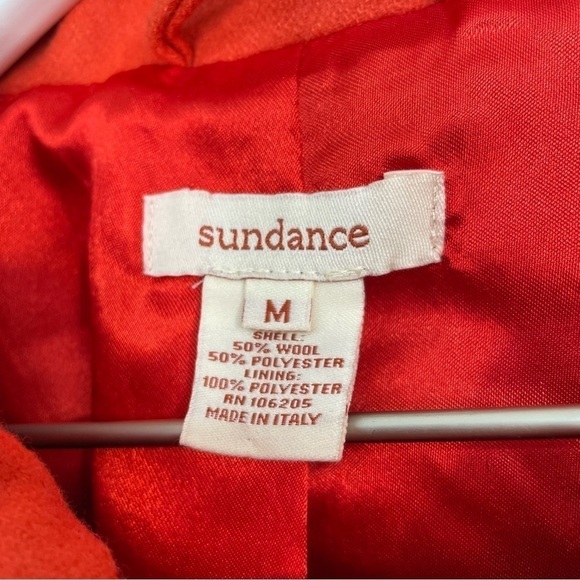 sundance
M
SHELL:
50% WOOL
50% POLYESTER
LINING:
100% POLYESTER
RN 106205
MADE IN ITALY